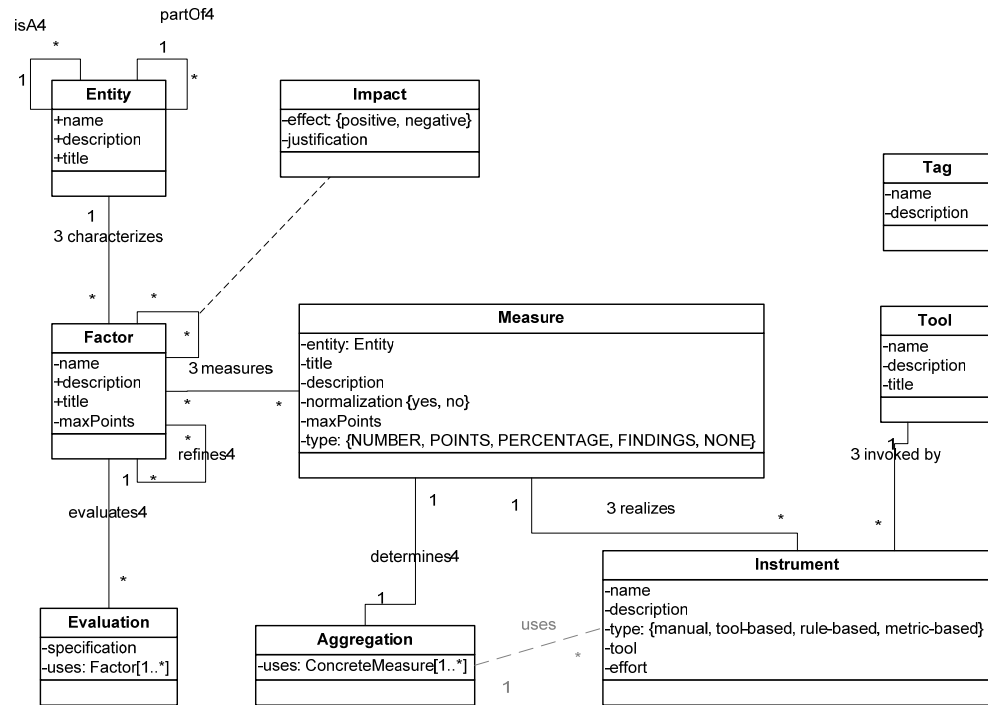 partOf4
isA4
*
1
1
*
Entity
+name
+description
+title
Impact
-effect: {positive, negative}
-justification
Tag
-name
-description
1
3 characterizes
*
*
*
Factor
-name
+description
+title
-maxPoints
3 measures
*
*
Measure
-entity: Entity
-title
-description
-normalization {yes, no}
-maxPoints
-type: {NUMBER, POINTS, PERCENTAGE, FINDINGS, NONE}
Tool
-name
-description
-title
*
refines4
1
*
1
3 invoked by
*
evaluates4
*
1
determines4
1
1
3 realizes
*
Instrument
-name
-description
-type: {manual, tool-based, rule-based, metric-based}
-tool
-effort
Evaluation
-specification
-uses: Factor[1..*]
Aggregation
-uses: ConcreteMeasure[1..*]
uses
*
1